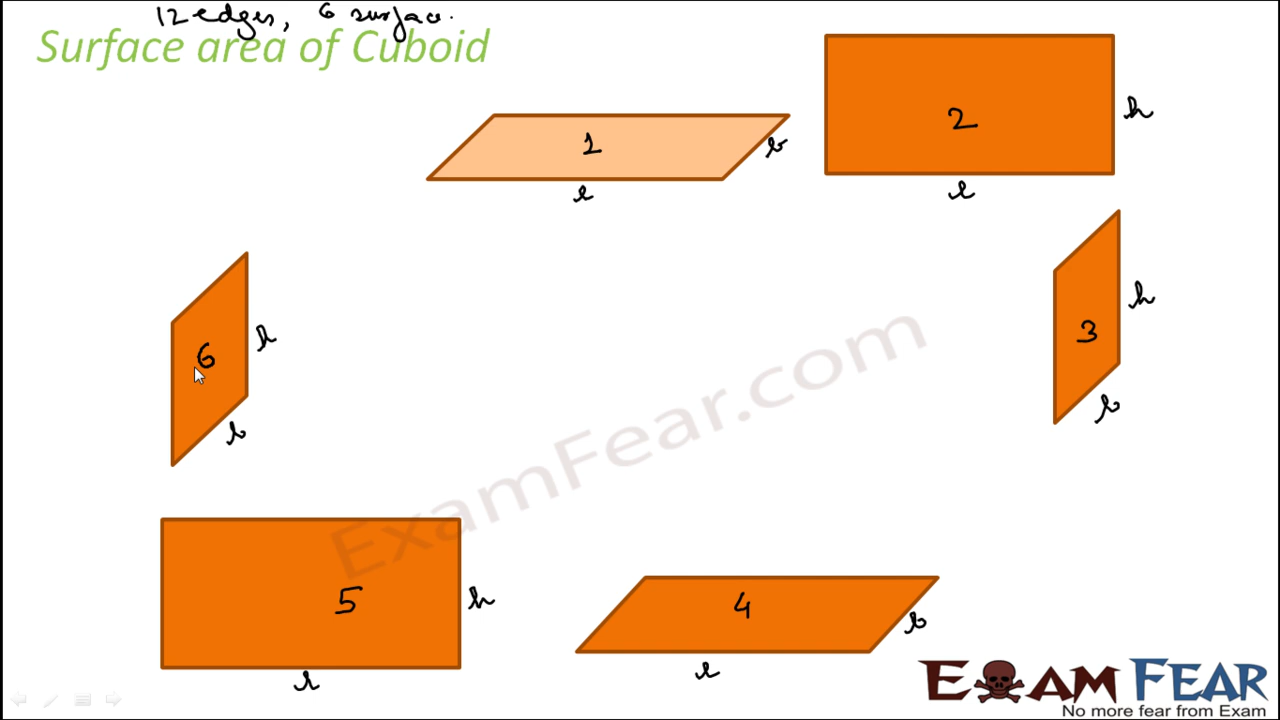 12 edges, 6 surfac.
Surface area of Cuboid
1
b
l
2
h
l
6
h
b
3
h
b
ExamFear.com
5
h
l
4
b
l
EXAM FEAR
No more fear from Exam